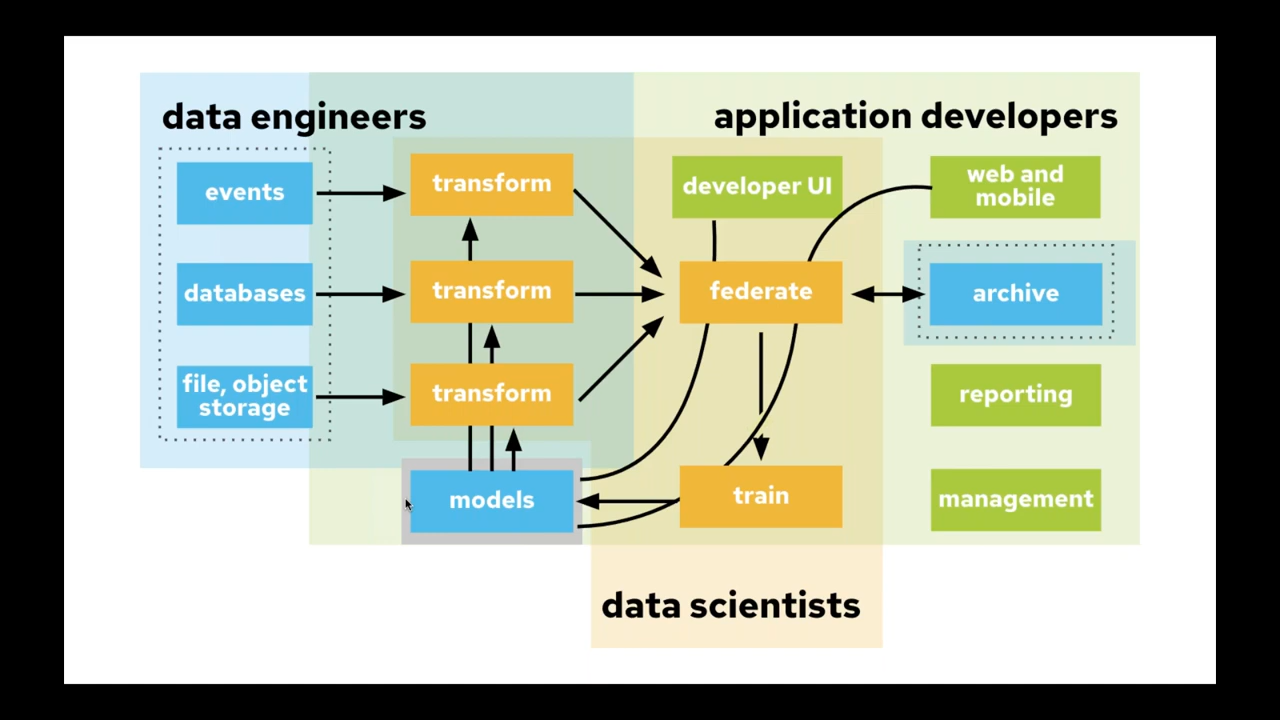 data engineers
application developers
events
transform
developer UI
web and
mobile
databases
transform
federate
archive
file, object
storage
transform
reporting
models
train
management
data scientists